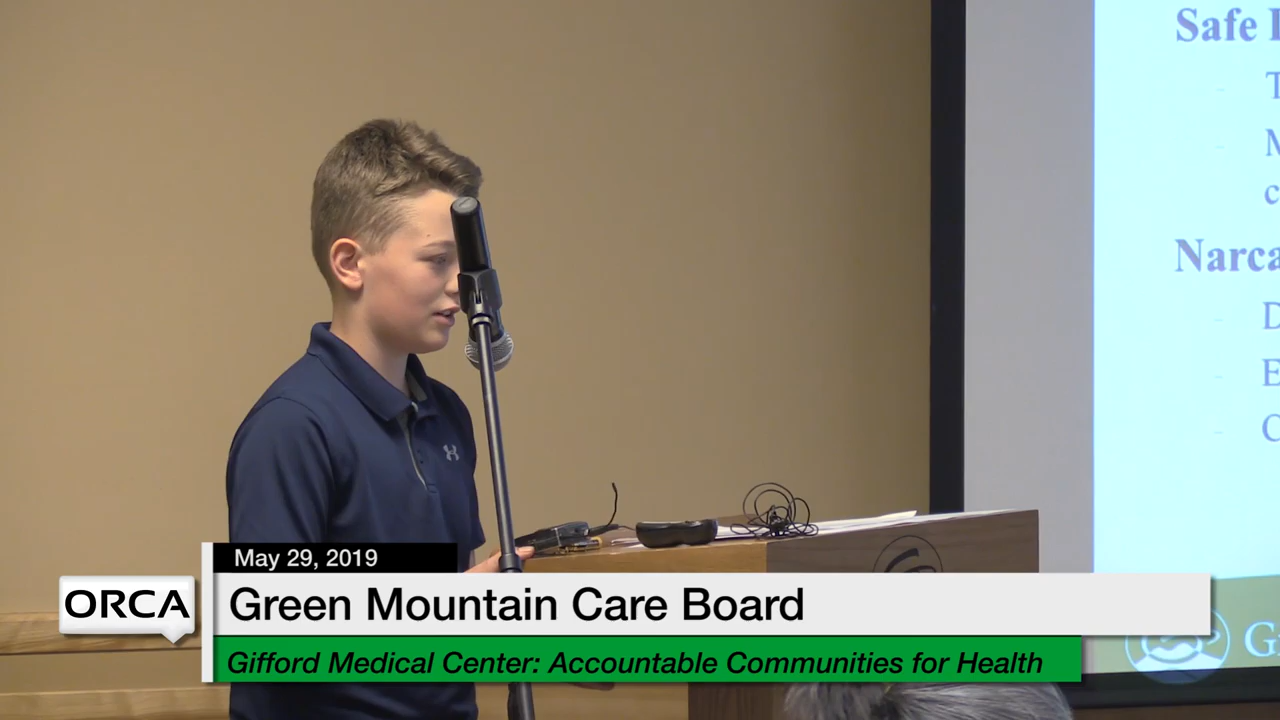 Safe
Narca
May 29, 2019
ORCA
Green Mountain Care Board
Gifford Medical Center: Accountable Communities for Health